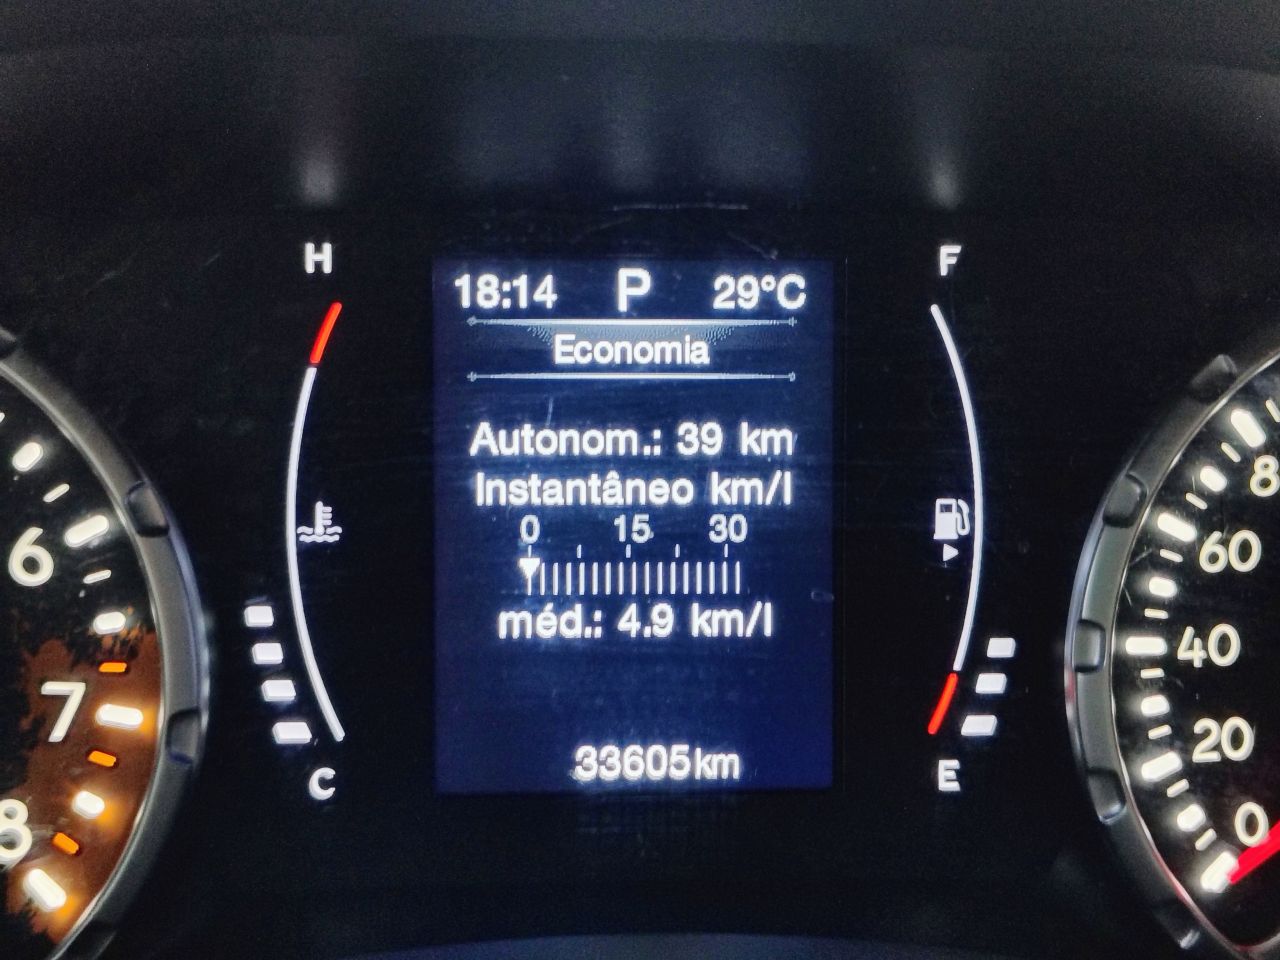 H
F
18:14 P 29°C
Economia
Autonom.: 39 km
Instantâneo km/l
0 15 30
méd.: 4.9 km/l
33605km
C
E
6
7
8
8
60
40
20
0